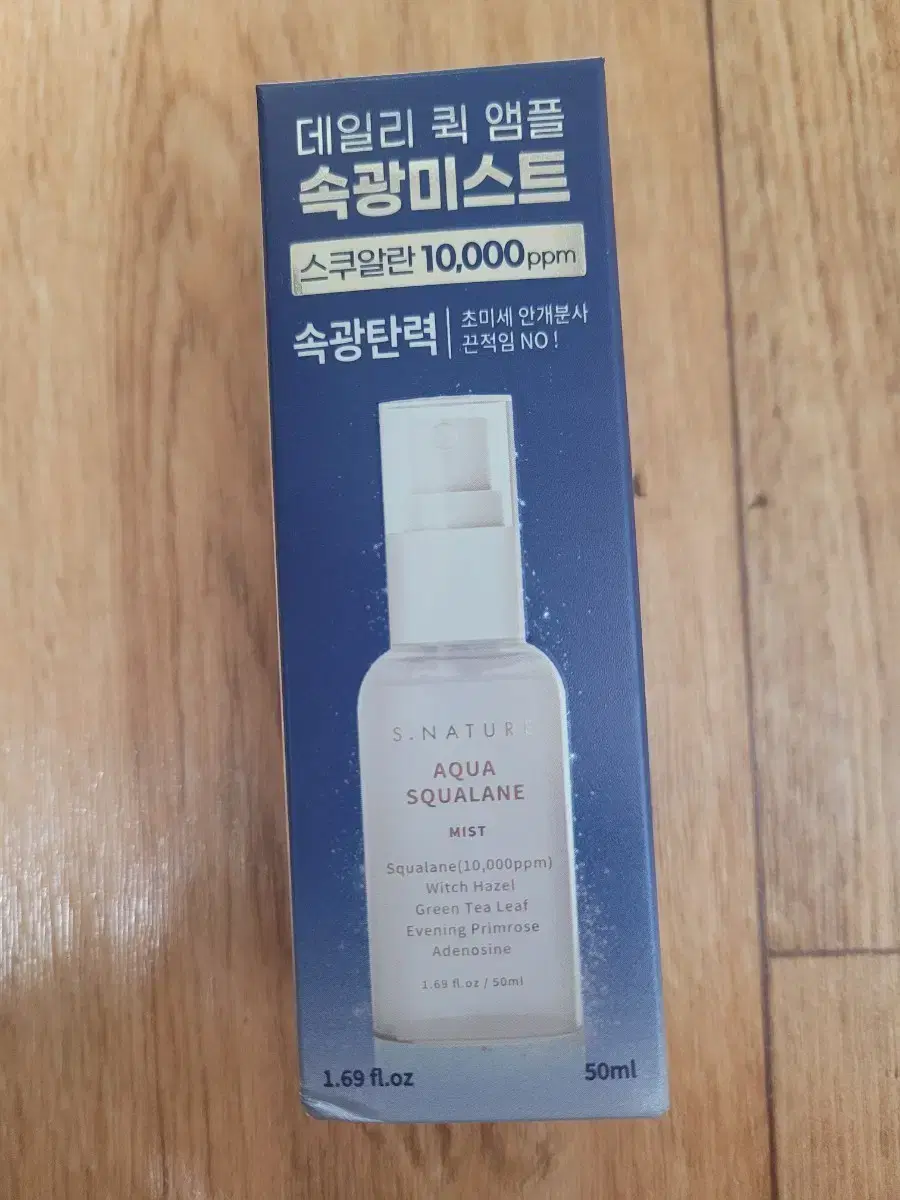 데일리 퀵 앰플
속광미스트
스쿠알란 10,000ppm
속광탄력
초미세 안개분사
끈적임 NO !
S.NATURE
AQUA
SQUALANE
MIST
Squalane(10,000ppm)
Witch Hazel
Green Tea Leaf
Evening Primrose
Adenosine
1.69 fl.oz / 50ml
1.69 fl.oz
50ml